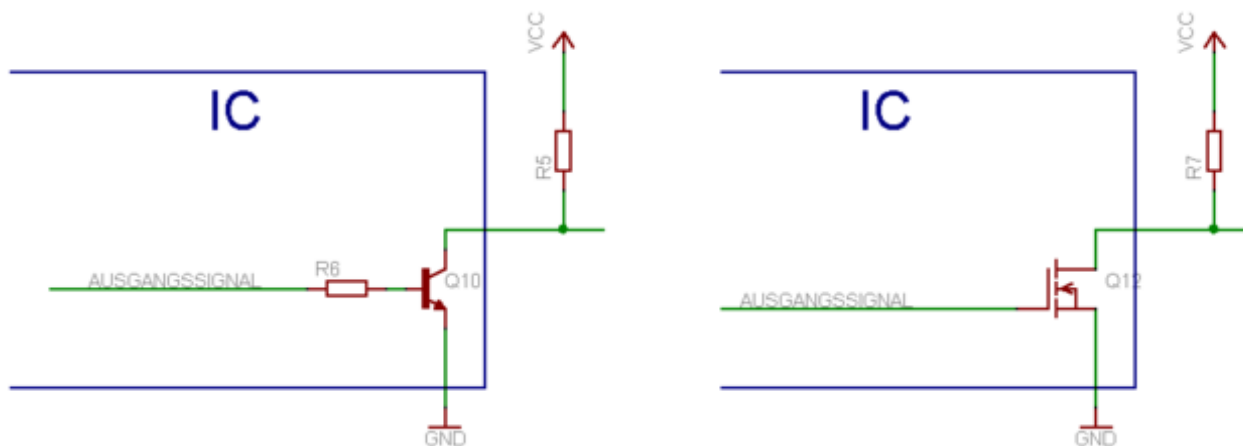 VCC
IC
R5
R6
AUSGANGSSIGNAL
Q10
GND
VCC
IC
R7
Q12
AUSGANGSSIGNAL
GND